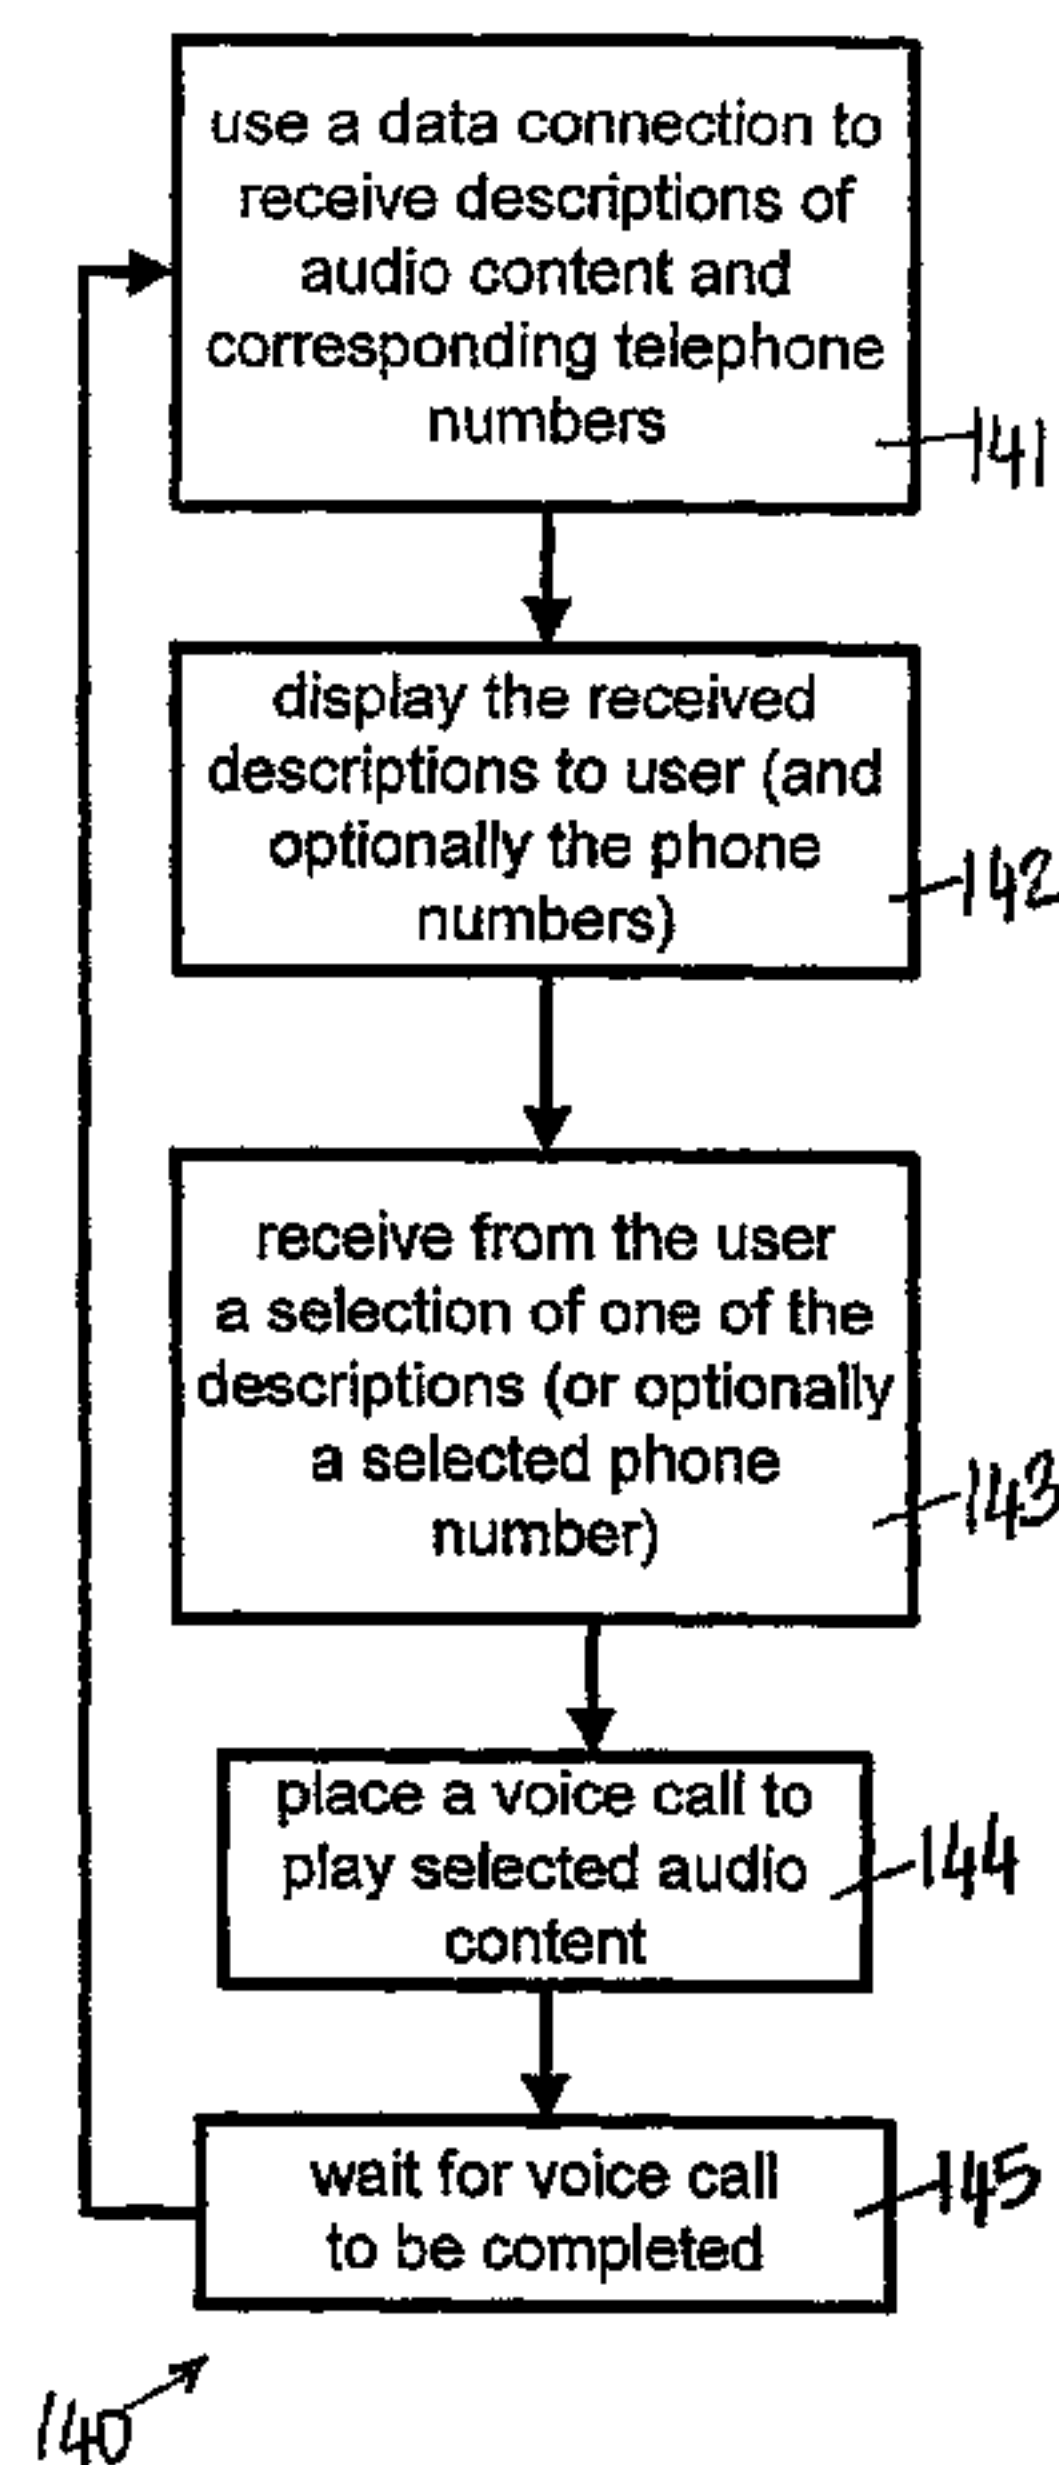 use a data connection to
receive descriptions of
audio content and
corresponding telephone
numbers
141
display the received
descriptions to user (and
optionally the phone
numbers)
142
receive from the user
a selection of one of the
descriptions (or optionally
a selected phone
number)
143
place a voice call to
play selected audio
content
144
wait for voice call
to be completed
145
140